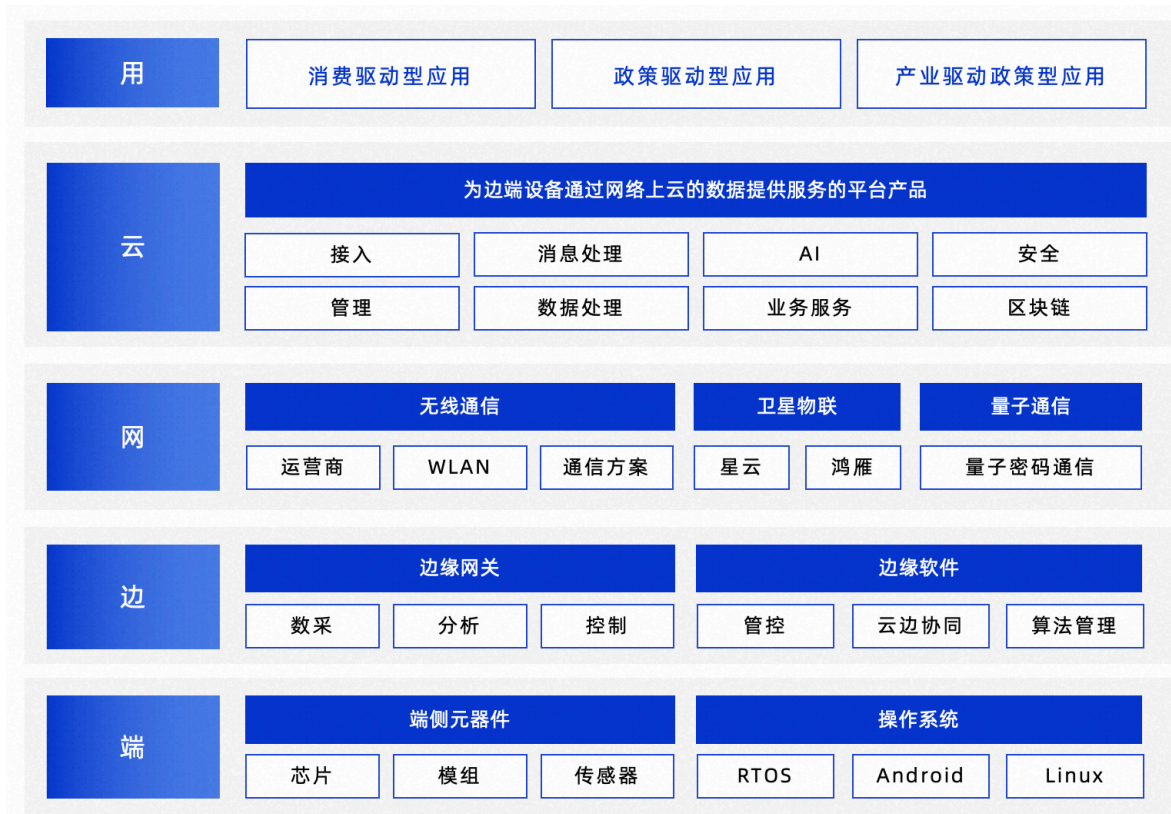 用
消费驱动型应用
政策驱动型应用
产业驱动政策型应用
云
为边端设备通过网络上云的数据提供服务的平台产品
接入
消息处理
AI
安全
管理
数据处理
业务服务
区块链
网
无线通信
卫星物联
量子通信
运营商
WLAN
通信方案
星云
鸿雁
量子密码通信
边
边缘网关
边缘软件
数采
分析
控制
管控
云边协同
算法管理
端
端侧元器件
操作系统
芯片
模组
传感器
RTOS
Android
Linux